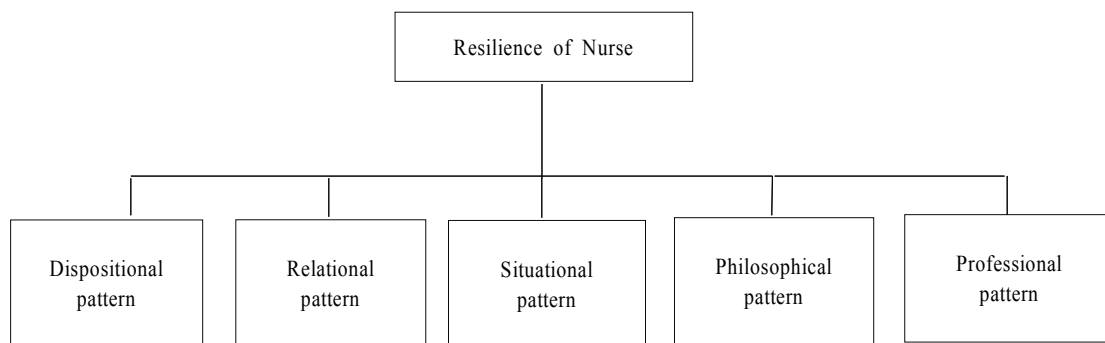 Resilience of Nurse
Dispositional
pattern
Relational
pattern
Situational
pattern
Philosophical
pattern
Professional
pattern